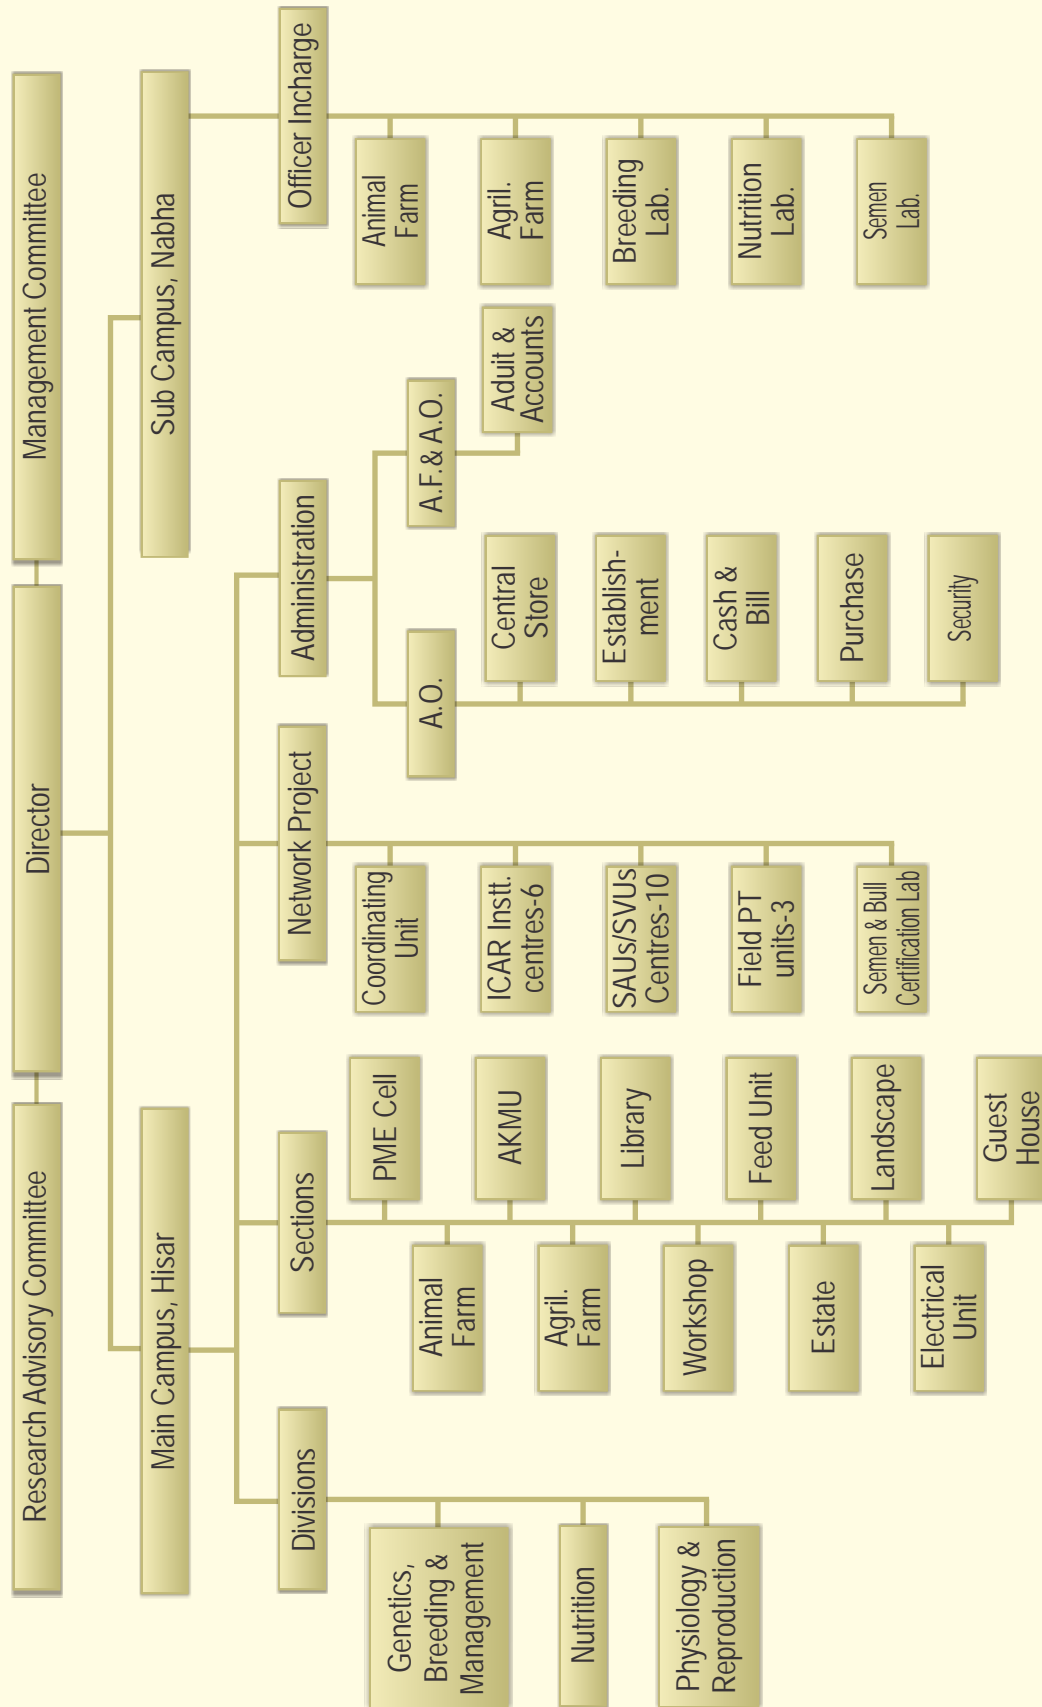 Research Advisory Committee
Director
Management Committee
Main Campus, Hisar
Sub Campus, Nabha
Divisions
Sections
Network Project
Administration
Officer Incharge
Genetics,
Breeding &
Management
Nutrition
Physiology &
Reproduction
PME Cell
Animal
Farm
AKMU
Agril.
Farm
Library
Workshop
Feed Unit
Estate
Landscape
Electrical
Unit
Guest
House
Coordinating
Unit
ICAR Instt.
centres-6
SAUs/SVUs
Centres-10
Field PT
units-3
Semen & Bull
Certification Lab
A.O.
A.F.& A.O.
Central
Store
Establish-
ment
Cash &
Bill
Purchase
Security
Aduit &
Accounts
Animal
Farm
Agril.
Farm
Breeding
Lab.
Nutrition
Lab.
Semen
Lab.